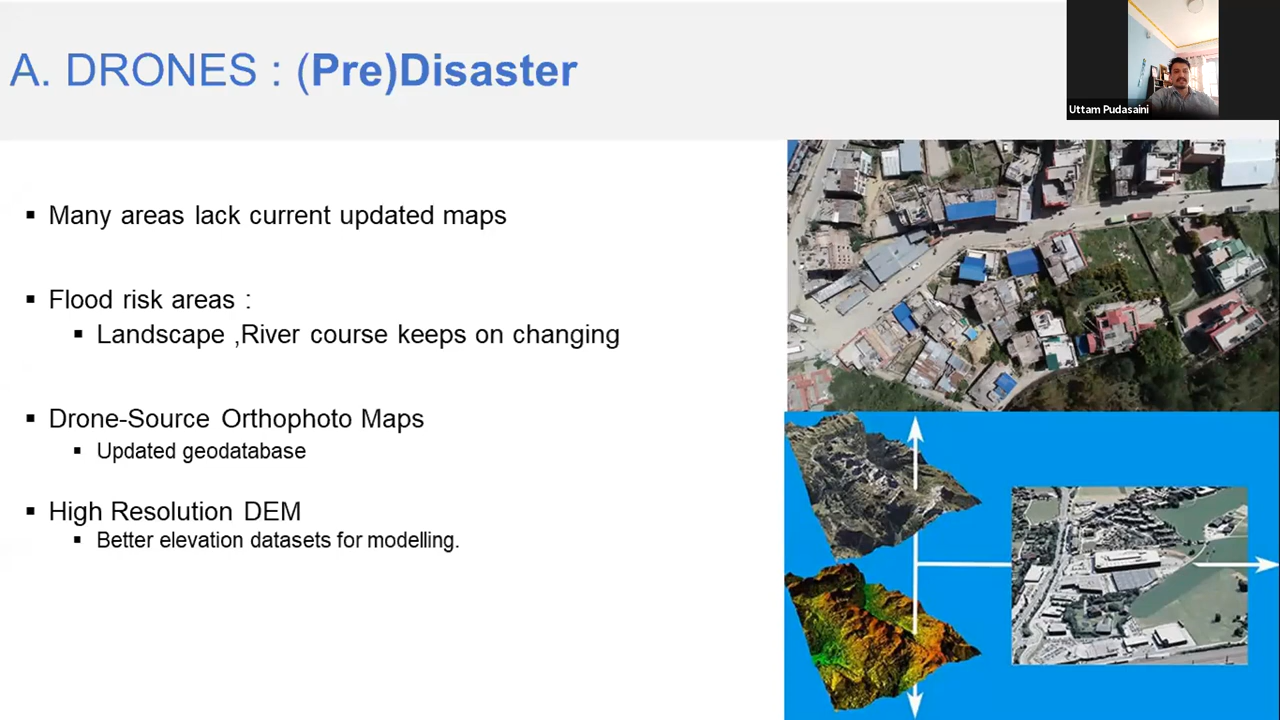 A. DRONES : (Pre)Disaster
Uttam Pudasaini
▪ Many areas lack current updated maps
▪ Flood risk areas :
▪ Landscape ,River course keeps on changing
▪ Drone-Source Orthophoto Maps
▪ Updated geodatabase
▪ High Resolution DEM
▪ Better elevation datasets for modelling.